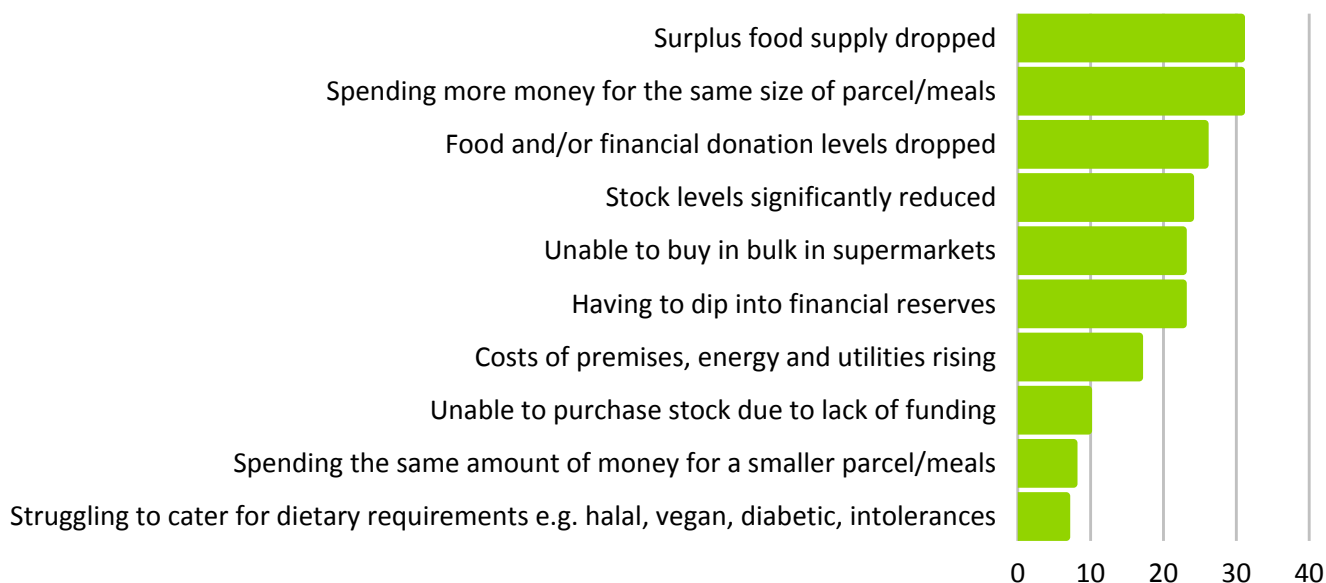 Surplus food supply dropped
Spending more money for the same size of parcel/meals
Food and/or financial donation levels dropped
Stock levels significantly reduced
Unable to buy in bulk in supermarkets
Having to dip into financial reserves
Costs of premises, energy and utilities rising
Unable to purchase stock due to lack of funding
Spending the same amount of money for a smaller parcel/meals
Struggling to cater for dietary requirements e.g. halal, vegan, diabetic, intolerances
0 10 20 30 40